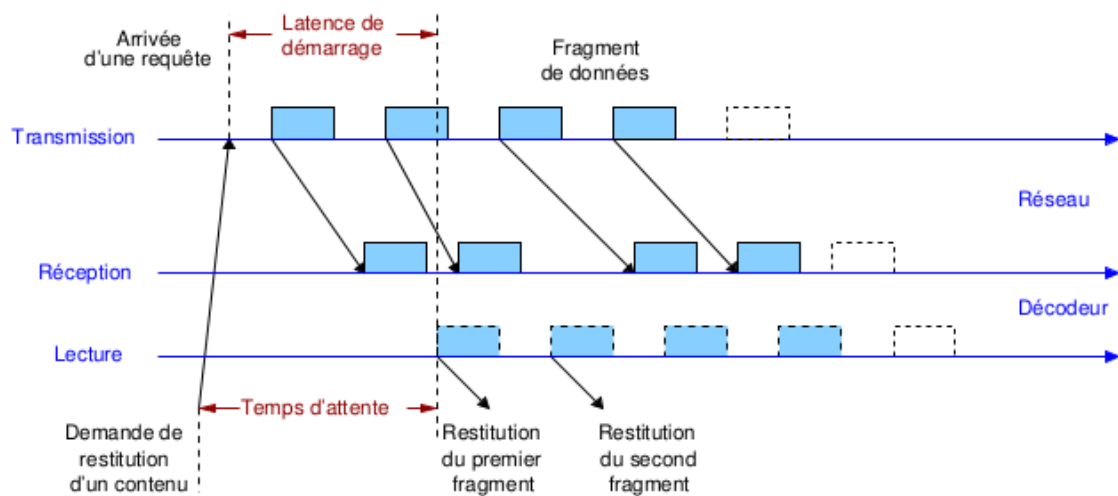 Arrivée
d'une requête
Latence de
démarrage
Fragment
de données
Transmission
Réseau
Réception
Décodeur
Lecture
Temps d'attente
Demande de
restitution
d'un contenu
Restitution
du premier
fragment
Restitution
du second
fragment